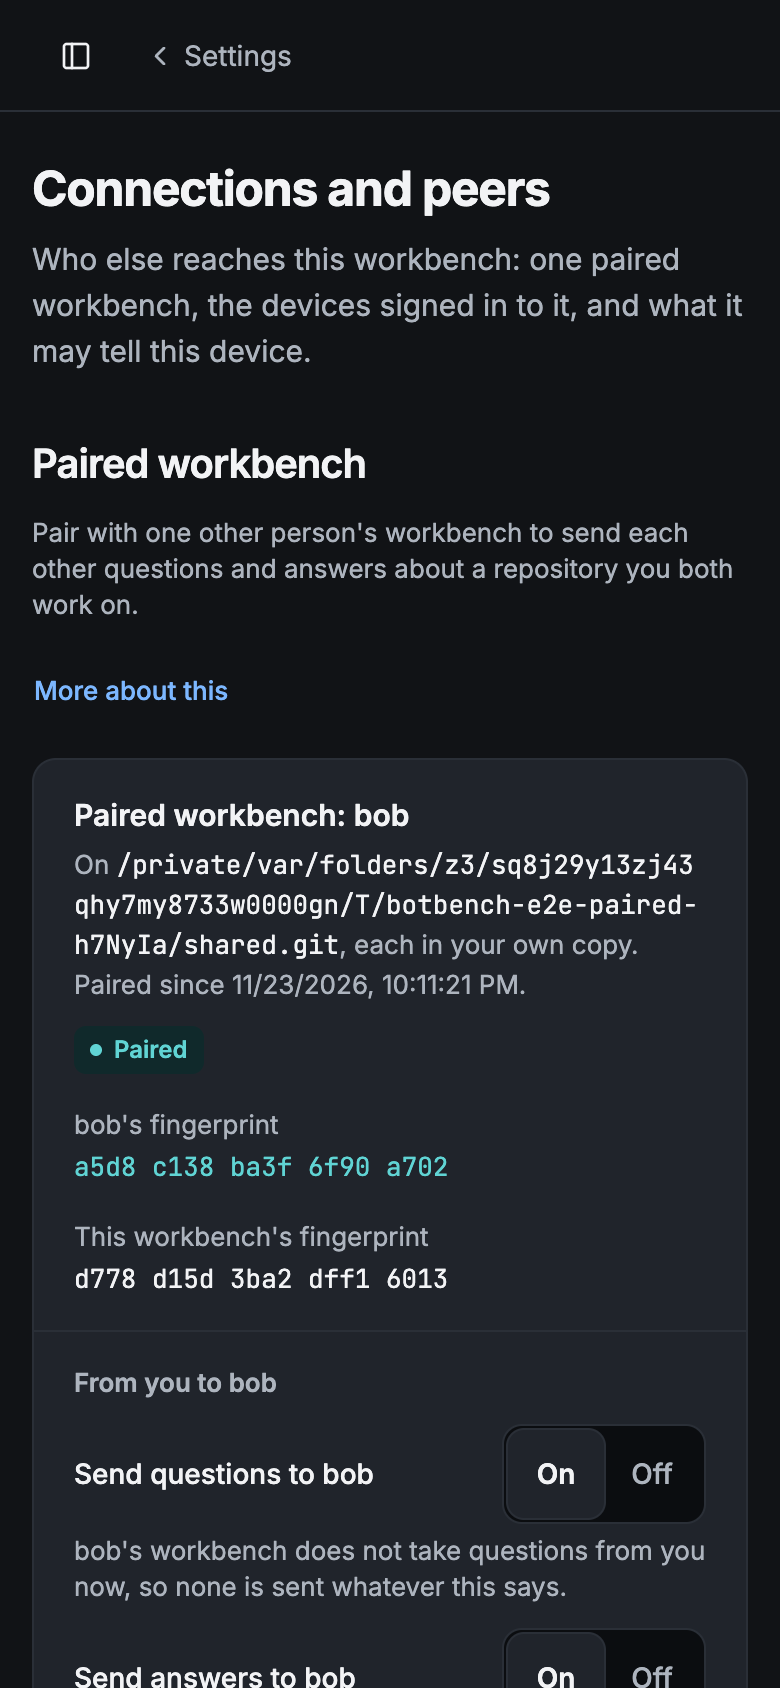 Settings
Connections and peers
Who else reaches this workbench: one paired
workbench, the devices signed in to it, and what it
may tell this device.
Paired workbench
Pair with one other person's workbench to send each
other questions and answers about a repository you both
work on.
More about this
Paired workbench: bob
On /private/var/folders/z3/sq8j29y13zj43
qhy7my8733w0000gn/T/botbench-e2e-paired-
h7NyIa/shared.git, each in your own copy.
Paired since 11/23/2026, 10:11:21 PM.
Paired
bob's fingerprint
a5d8 c138 ba3f 6f90 a702
This workbench's fingerprint
d778 d15d 3ba2 dff1 6013
From you to bob
Send questions to bob
On Off
bob's workbench does not take questions from you
now, so none is sent whatever this says.
Send answers to bob
On Off